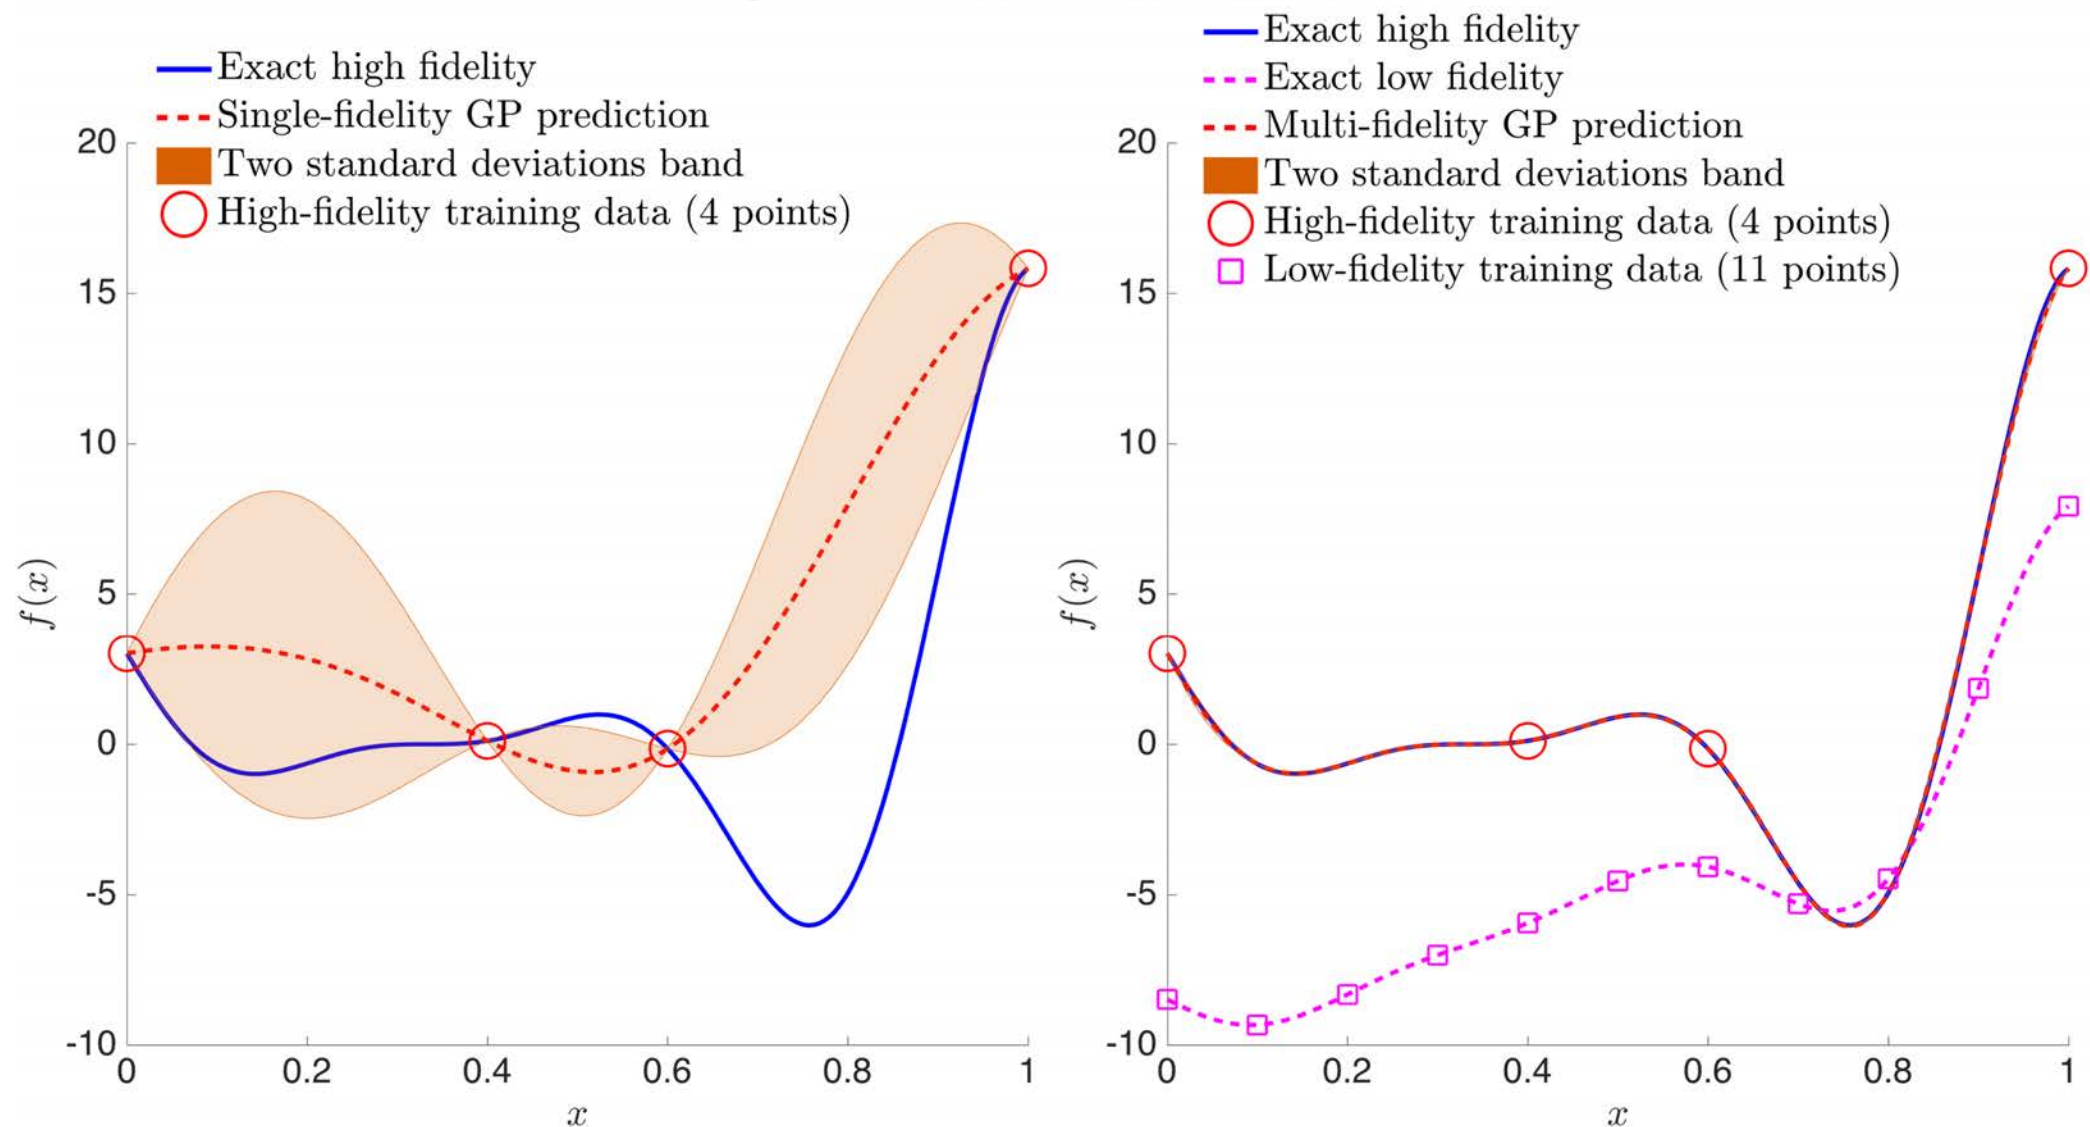 Exact high fidelity
Single-fidelity GP prediction
Two standard deviations band
High-fidelity training data (4 points)
20
15
10
5
0
-5
-10
f(x)
0
0.2
0.4
0.6
0.8
1
x
Exact high fidelity
Exact low fidelity
Multi-fidelity GP prediction
Two standard deviations band
High-fidelity training data (4 points)
Low-fidelity training data (11 points)
20
15
10
5
0
-5
-10
f(x)
0
0.2
0.4
0.6
0.8
1
x